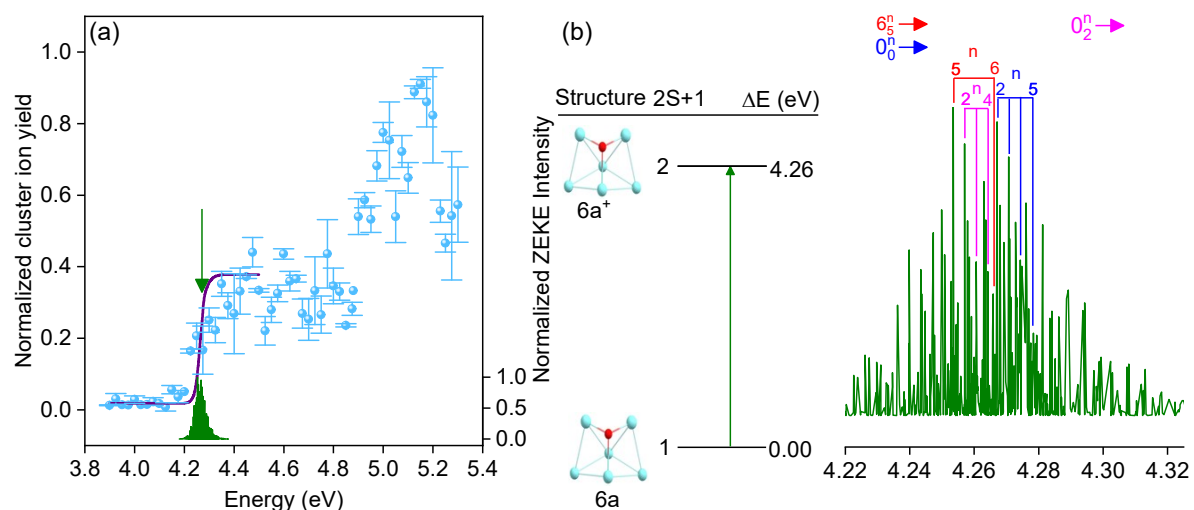 (a)
Normalized cluster ion yield
1.0
0.8
0.6
0.4
0.2
0.0
1.0
0.5
0.0
3.8 4.0 4.2 4.4 4.6 4.8 5.0 5.2 5.4
Energy (eV)
(b)
Normalized ZEKE Intensity
Structure 2S+1 ΔE (eV)
2 4.26
6a⁺
1 0.00
6a
6₅ⁿ
0₀ⁿ
0₂ⁿ
n
5 6
n
2 4
n
2 5
4.22 4.24 4.26 4.28 4.30 4.32